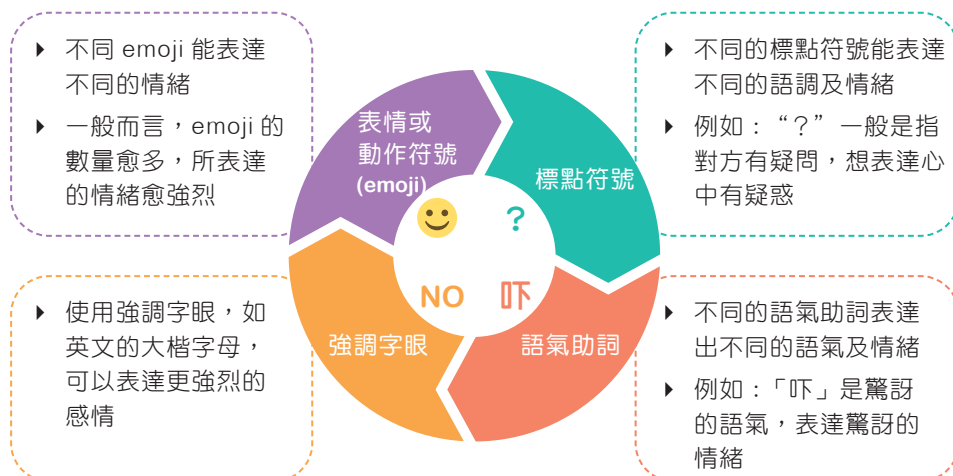 不同 emoji 能表達
不同的情緒
一般而言，emoji 的
數量愈多，所表達
的情緒愈強烈
不同的標點符號能表達
不同的語調及情緒
例如：“？”一般是指
對方有疑問，想表達心
中有疑惑
表情或
動作符號
(emoji)
標點符號
?
NO
吓
強調字眼
語氣助詞
使用強調字眼，如
英文的大楷字母，
可以表達更強烈的
感情
不同的語氣助詞表達
出不同的語氣及情緒
例如：「吓」是驚訝
的語氣，表達驚訝的
情緒